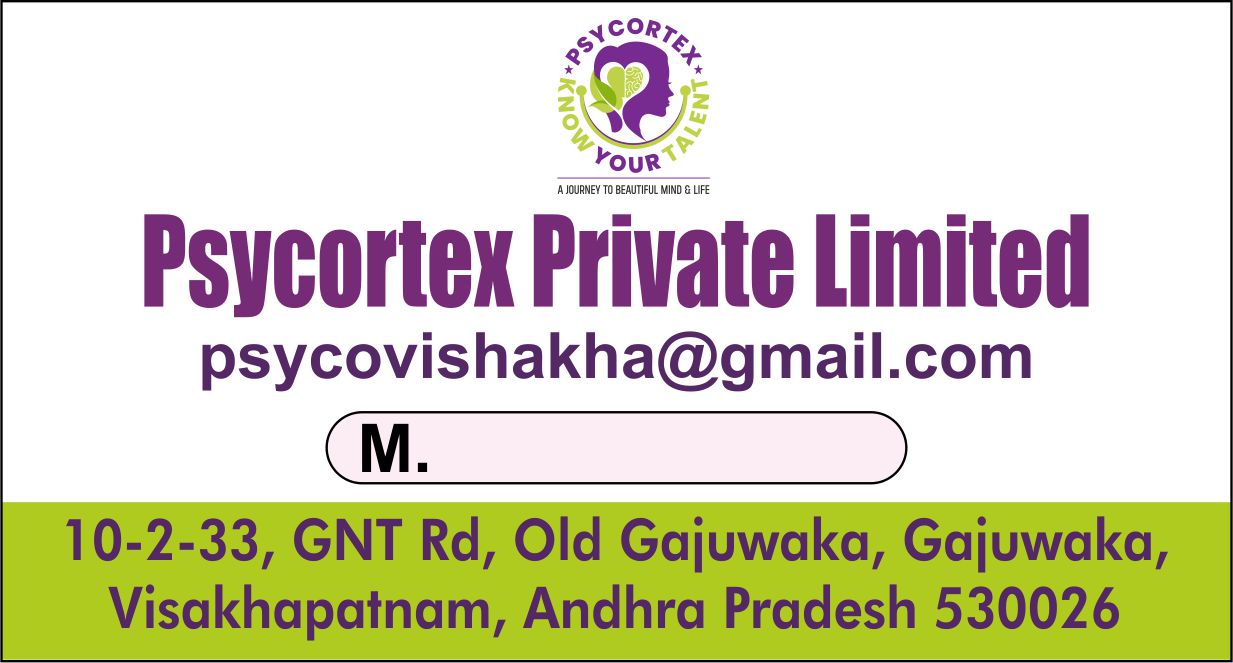 PSYCORTEX
KNOW YOUR TALENT
A JOURNEY TO BEAUTIFUL MIND & LIFE
Psycortex Private Limited
psycovishakha@gmail.com
M.
10-2-33, GNT Rd, Old Gajuwaka, Gajuwaka,
Visakhapatnam, Andhra Pradesh 530026